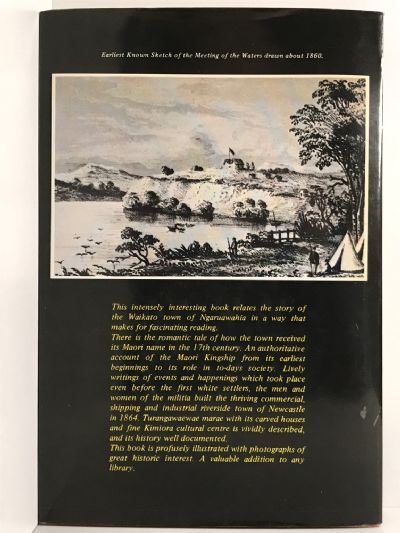 Earliest Known Sketch of the Meeting of the Waters drawn about 1860.
This intensely interesting book relates the story of
the Waikato town of Ngaruawahia in a way that
makes for fascinating reading.
There is the romantic tale of how the town received
its Maori name in the 17th century. An authoritative
account of the Maori Kingship from its earliest
beginnings to its role in to-days society. Lively
writings of events and happenings which took place
even before the first white settlers, the men and
women of the militia built the thriving commercial,
shipping and industrial riverside town of Newcastle
in 1864. Turangawaewae marae with its carved houses
and fine Kimiora cultural centre is vividly described,
and its history well documented.
This book is profusely illustrated with photographs of
great historic interest. A valuable addition to any
library.